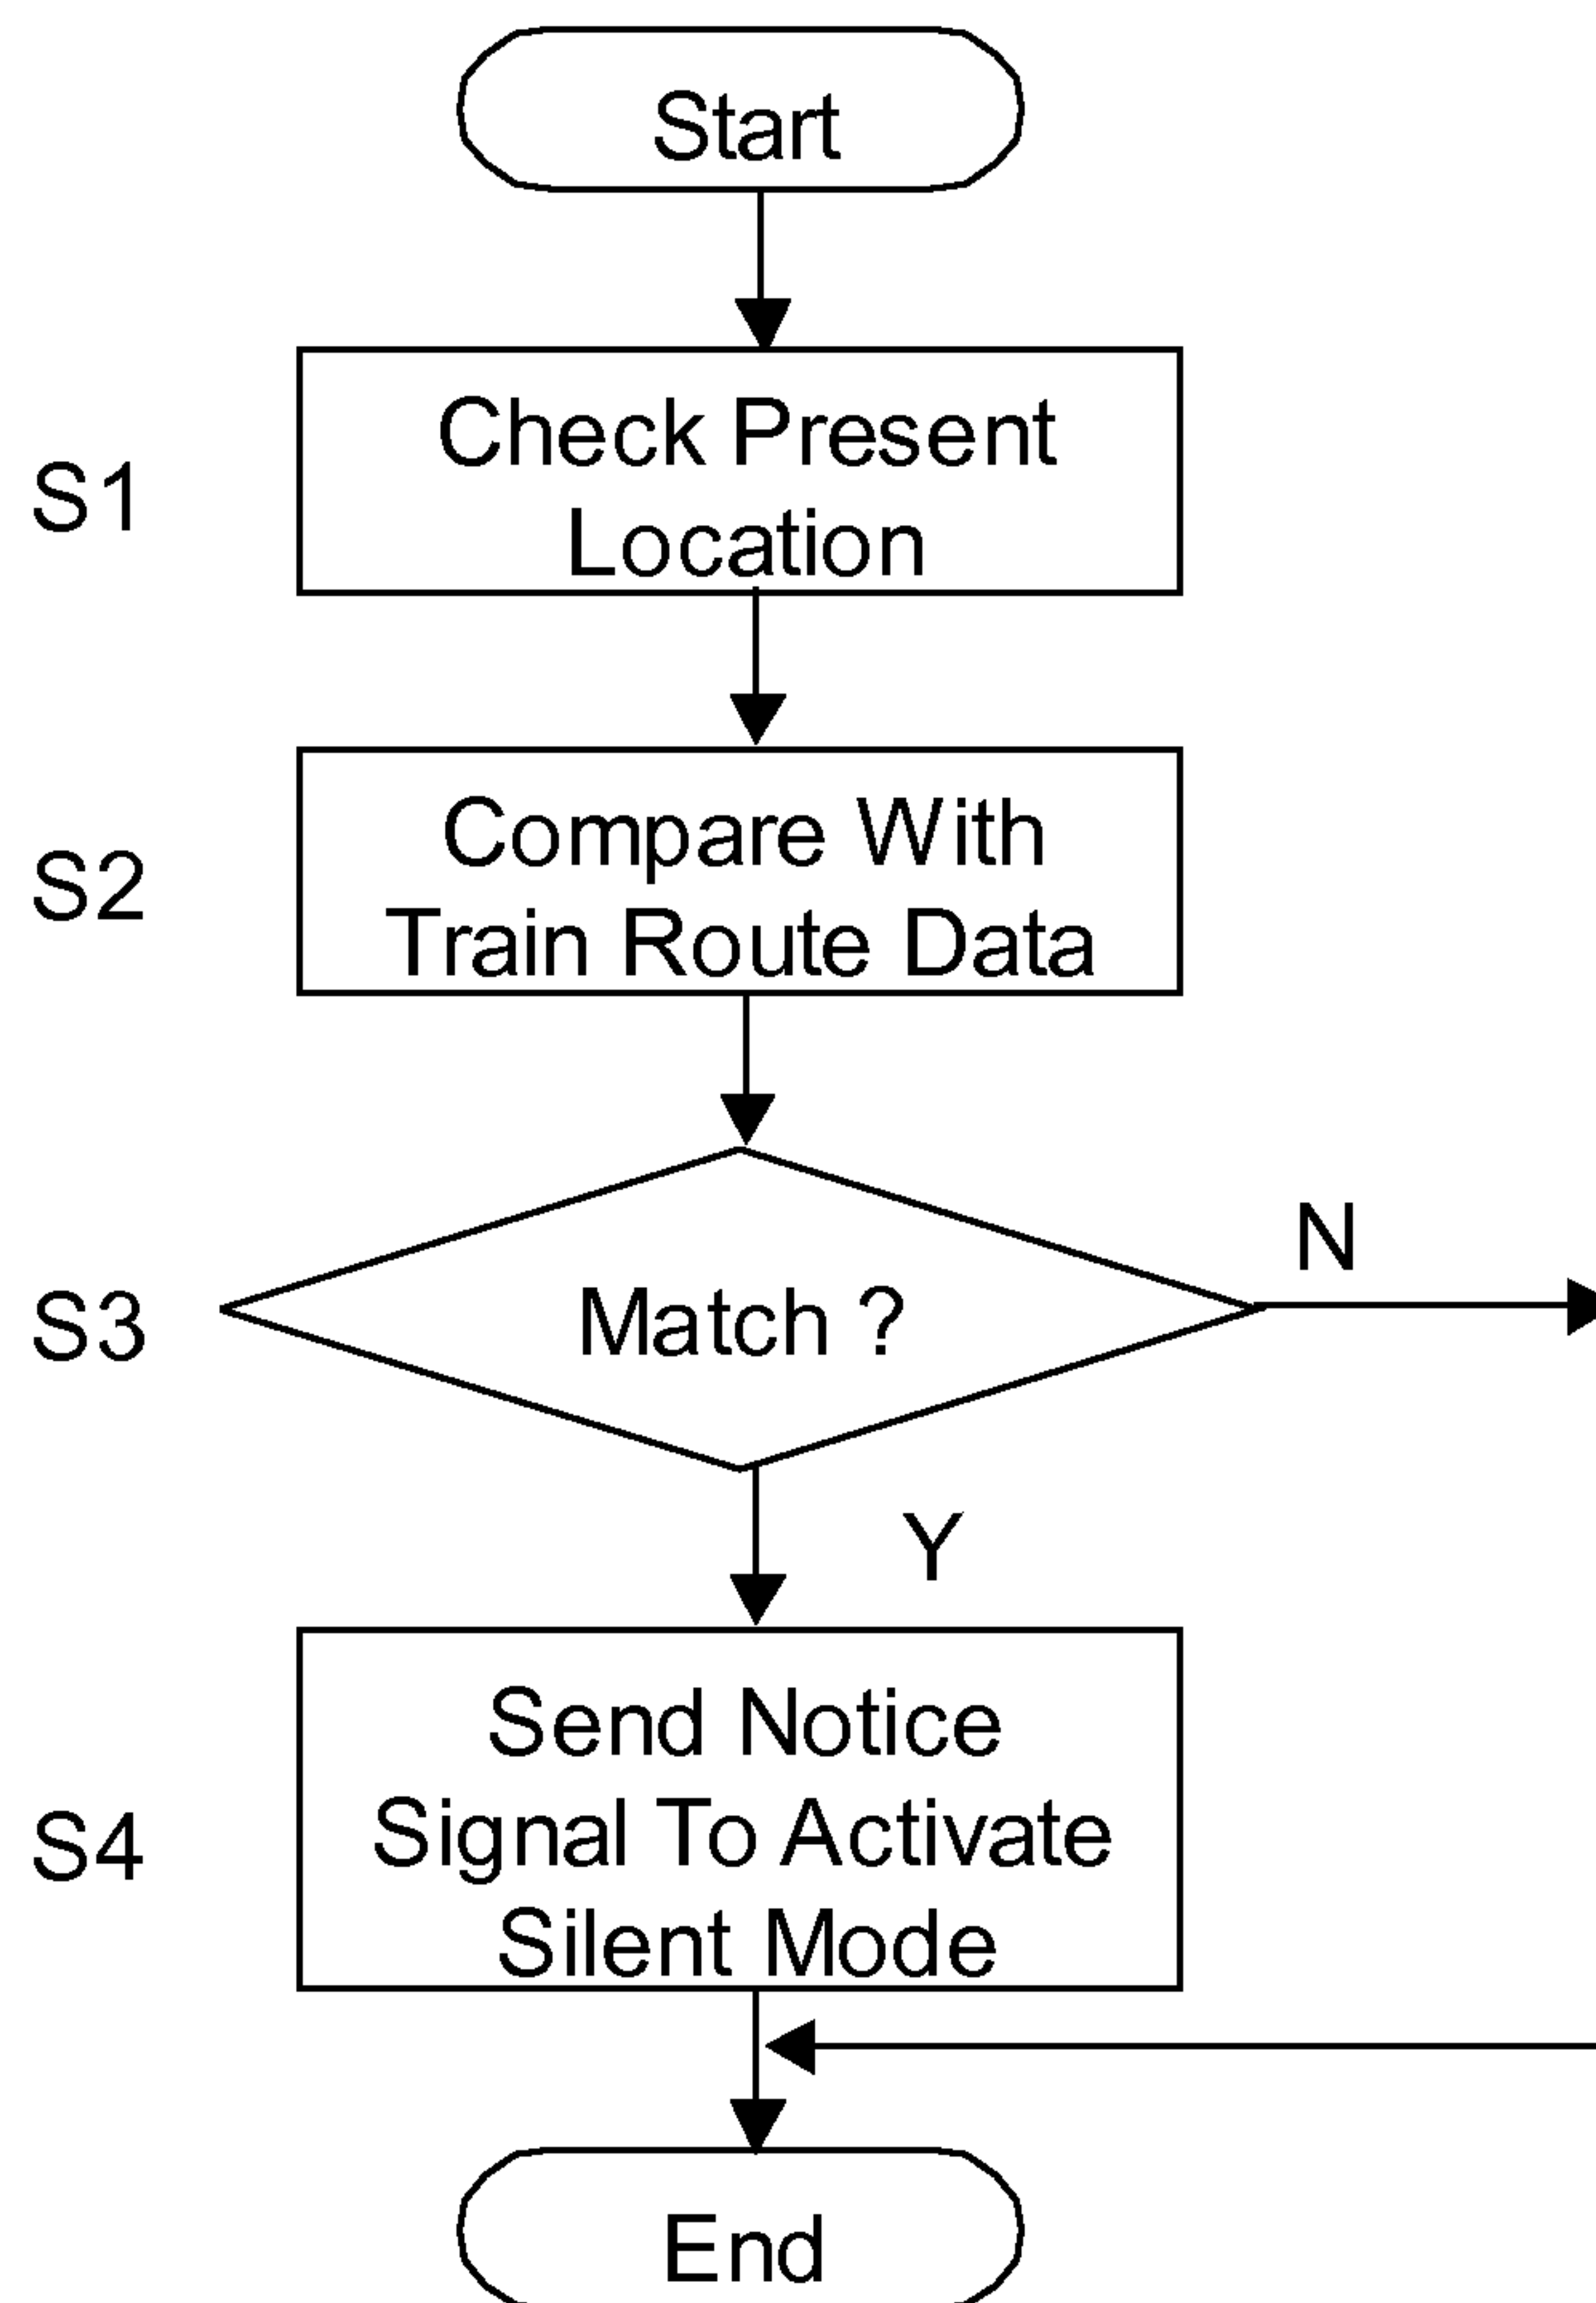 Start
S1
Check Present
Location
S2
Compare With
Train Route Data
S3
Match ?
N
Y
S4
Send Notice
Signal To Activate
Silent Mode
End